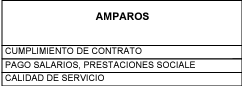 AMPAROS
CUMPLIMIENTO DE CONTRATO
PAGO SALARIOS, PRESTACIONES SOCIALE
CALIDAD DE SERVICIO